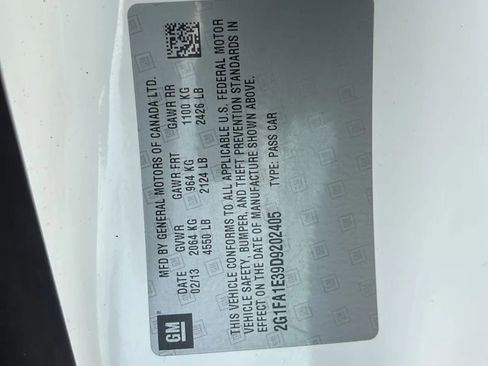 GM
MFD BY GENERAL MOTORS OF CANADA LTD.
DATE GVWR GAWR FRT GAWR RR
02/13 2064 KG 964 KG 1100 KG
4550 LB 2124 LB 2426 LB
THIS VEHICLE CONFORMS TO ALL APPLICABLE U.S. FEDERAL MOTOR
VEHICLE SAFETY, BUMPER, AND THEFT PREVENTION STANDARDS IN
EFFECT ON THE DATE OF MANUFACTURE SHOWN ABOVE.
2G1FA1E39D9202405 TYPE: PASS CAR